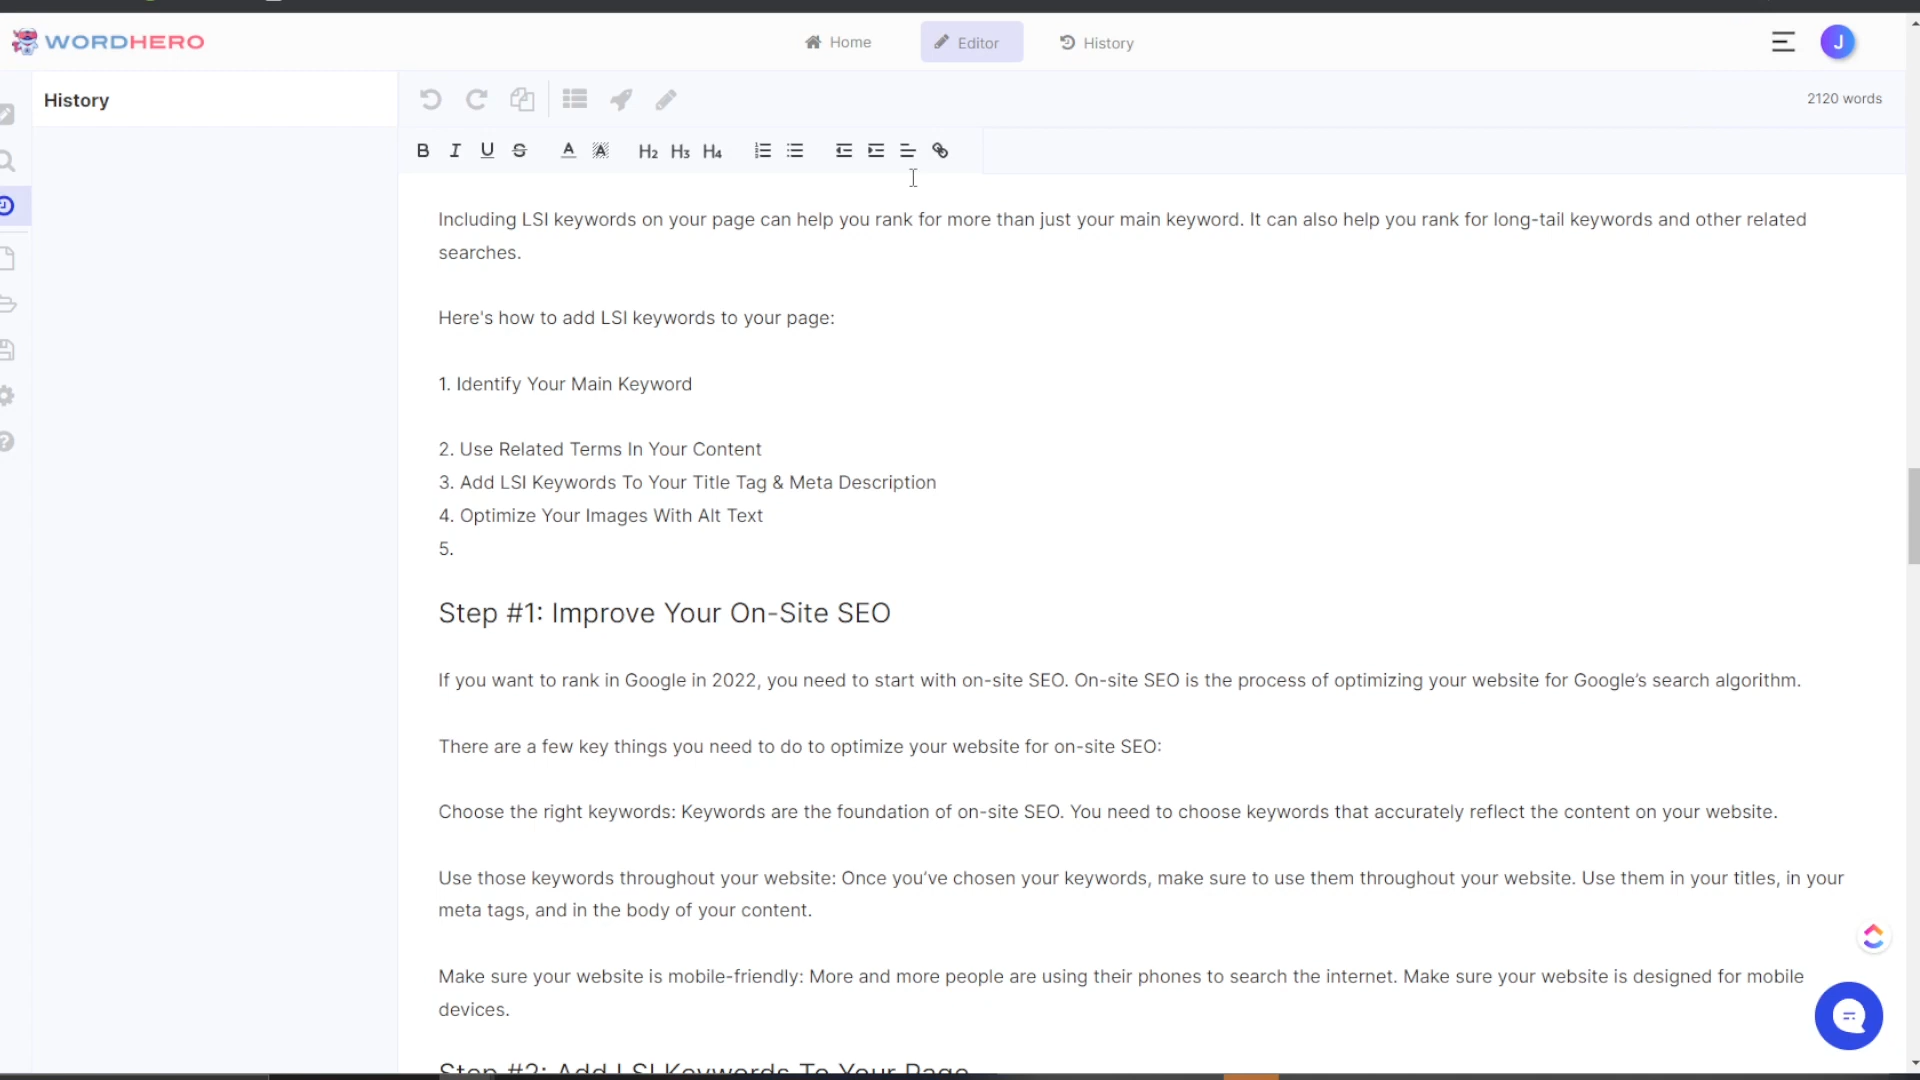 WORDHERO
Home
Editor
History
J
History
2120 words
B I U S A A H2 H3 H4
Including LSI keywords on your page can help you rank for more than just your main keyword. It can also help you rank for long-tail keywords and other related
searches.
Here's how to add LSI keywords to your page:
1. Identify Your Main Keyword
2. Use Related Terms In Your Content
3. Add LSI Keywords To Your Title Tag & Meta Description
4. Optimize Your Images With Alt Text
5.
Step #1: Improve Your On-Site SEO
If you want to rank in Google in 2022, you need to start with on-site SEO. On-site SEO is the process of optimizing your website for Google’s search algorithm.
There are a few key things you need to do to optimize your website for on-site SEO:
Choose the right keywords: Keywords are the foundation of on-site SEO. You need to choose keywords that accurately reflect the content on your website.
Use those keywords throughout your website: Once you’ve chosen your keywords, make sure to use them throughout your website. Use them in your titles, in your
meta tags, and in the body of your content.
Make sure your website is mobile-friendly: More and more people are using their phones to search the internet. Make sure your website is designed for mobile
devices.
Step #2: Add LSI Keywords To Your Page